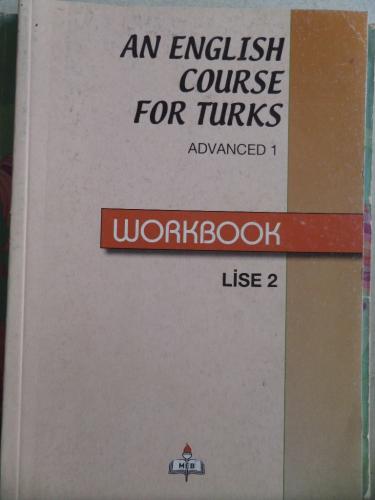 AN ENGLISH
COURSE
FOR TURKS
ADVANCED 1
WORKBOOK
LİSE 2
MEB